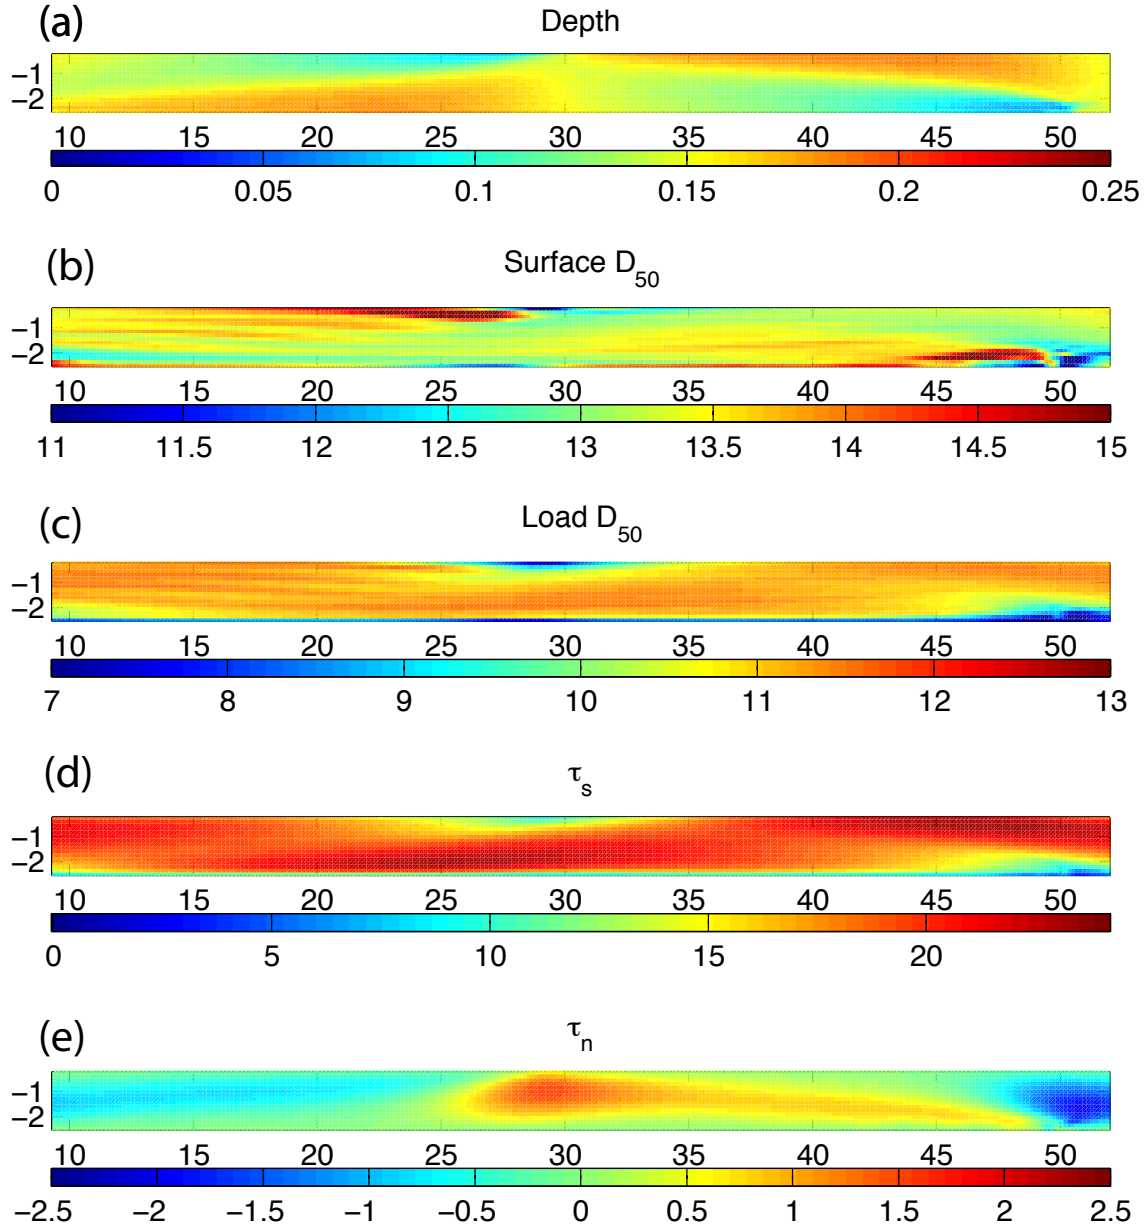 (a)
Depth
−1
−2
10 15 20 25 30 35 40 45 50
0 0.05 0.1 0.15 0.2 0.25
(b)
Surface D50
−1
−2
10 15 20 25 30 35 40 45 50
11 11.5 12 12.5 13 13.5 14 14.5 15
(c)
Load D50
−1
−2
10 15 20 25 30 35 40 45 50
7 8 9 10 11 12 13
(d)
τs
−1
−2
10 15 20 25 30 35 40 45 50
0 5 10 15 20
(e)
τn
−1
−2
10 15 20 25 30 35 40 45 50
−2.5 −2 −1.5 −1 −0.5 0 0.5 1 1.5 2 2.5